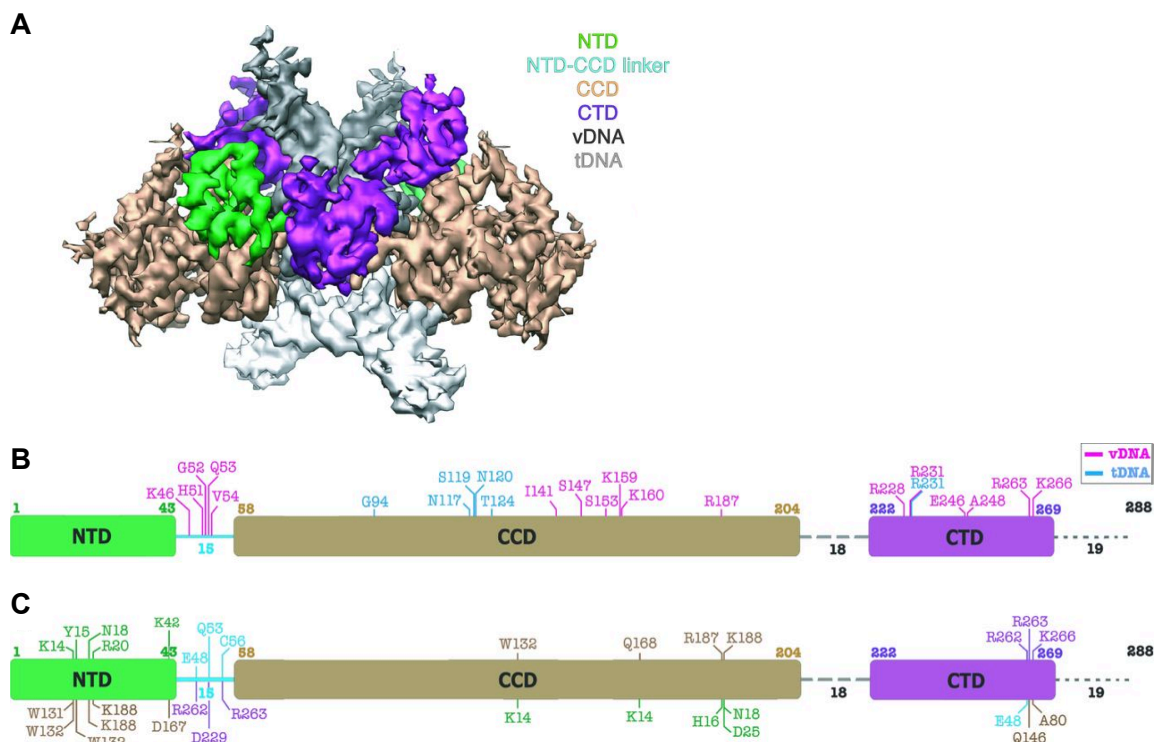 A
NTD
NTD-CCD linker
CCD
CTD
vDNA
tDNA
B
vDNA
tDNA
G52 Q53
K46 H51 V54
S119 N120
G94 N117 T124
I141 S147 S153 K159 K160
R187
R231
R228 R231 E246 A248 R263 K266
1 43 58 204 222 269 288
NTD 15 CCD 18 CTD 19
C
K14 Y15 N18 R20 K42
E48 Q53 C56
W132 Q168 R187 K188
R262 R263 K266
1 43 58 204 222 269 288
NTD 15 CCD 18 CTD 19
W131 W132 W132 K188 K188 D167
R262 D229 R263
K14 K14 H16 N18 D25
E48 Q146 A80